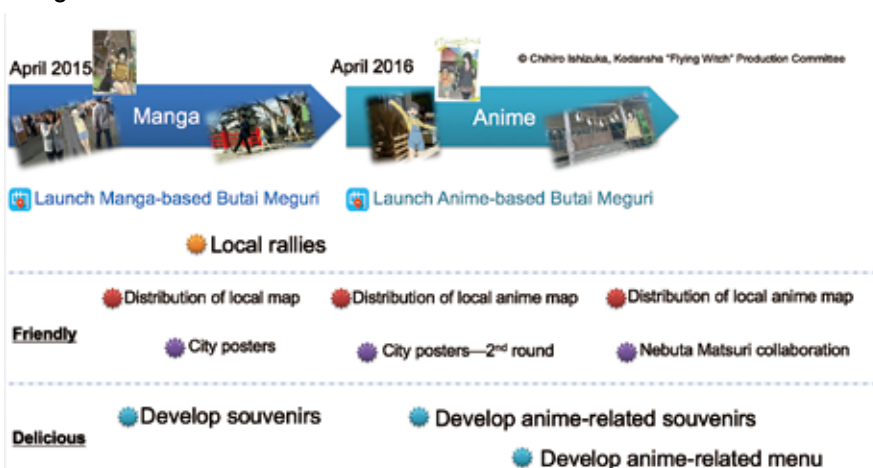 April 2015
April 2016
© Chihiro Ishizuka, Kodansha "Flying Witch" Production Committee
Manga
Anime
Launch Manga-based Butai Meguri
Launch Anime-based Butai Meguri
Local rallies
Distribution of local map
Distribution of local anime map
Distribution of local anime map
Friendly
City posters
City posters—2nd round
Nebuta Matsuri collaboration
Develop souvenirs
Develop anime-related souvenirs
Delicious
Develop anime-related menu